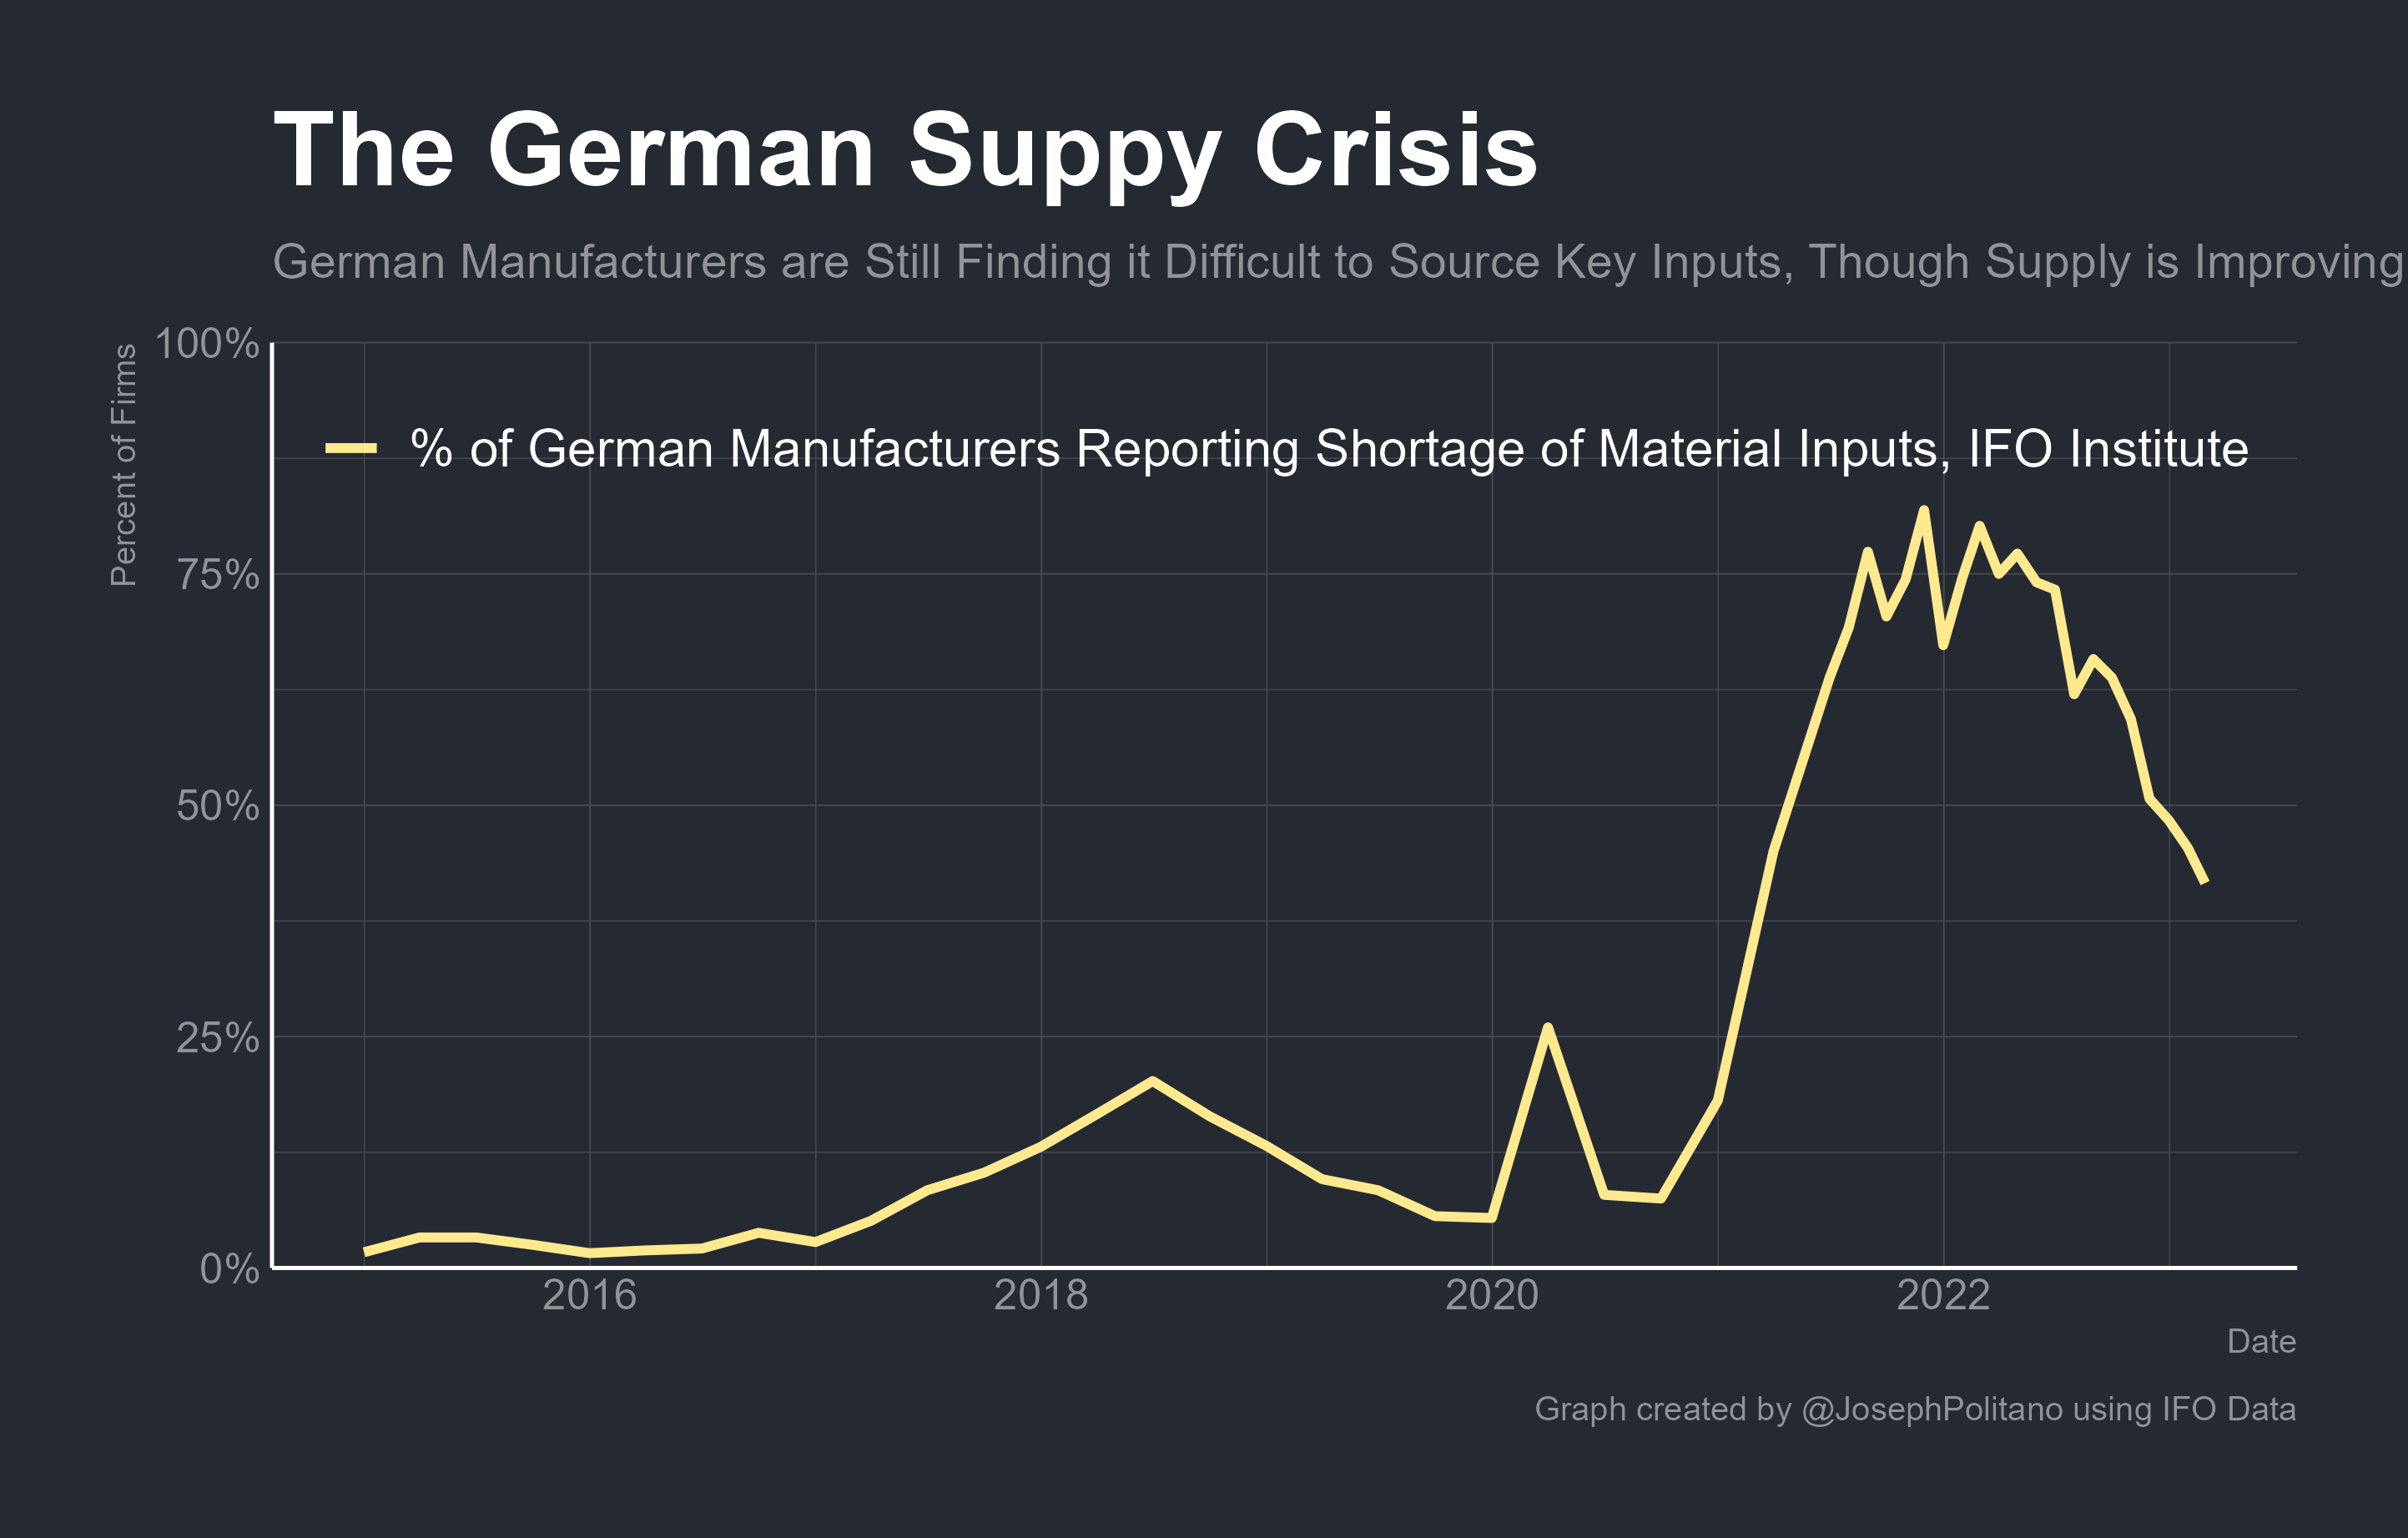 The German Suppy Crisis
German Manufacturers are Still Finding it Difficult to Source Key Inputs, Though Supply is Improving
Percent of Firms
100%
75%
50%
25%
0%
% of German Manufacturers Reporting Shortage of Material Inputs, IFO Institute
2016
2018
2020
2022
Date
Graph created by @JosephPolitano using IFO Data